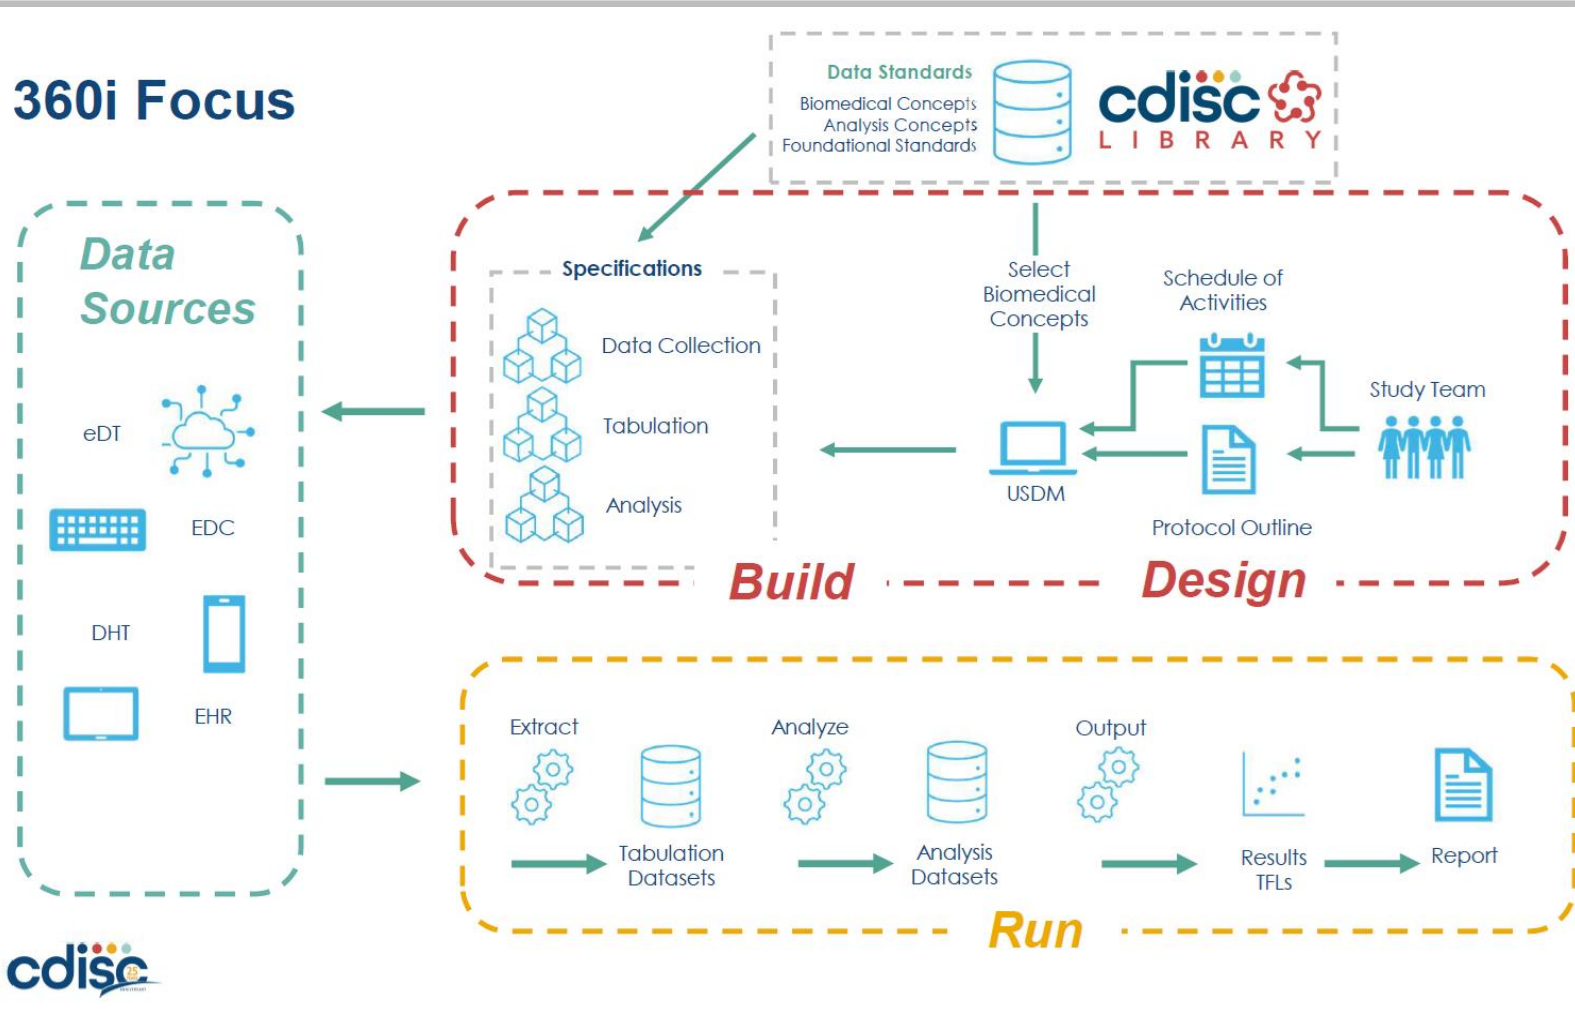 360i Focus
Data Standards
Biomedical Concepts
Analysis Concepts
Foundational Standards
cdisc
LIBRARY
Data
Sources
eDT
EDC
DHT
EHR
Specifications
Data Collection
Tabulation
Analysis
Select
Biomedical
Concepts
USDM
Schedule of
Activities
Protocol Outline
Study Team
Build
Design
Extract
Tabulation
Datasets
Analyze
Analysis
Datasets
Output
Results
TFLs
Report
Run
cdisc
25